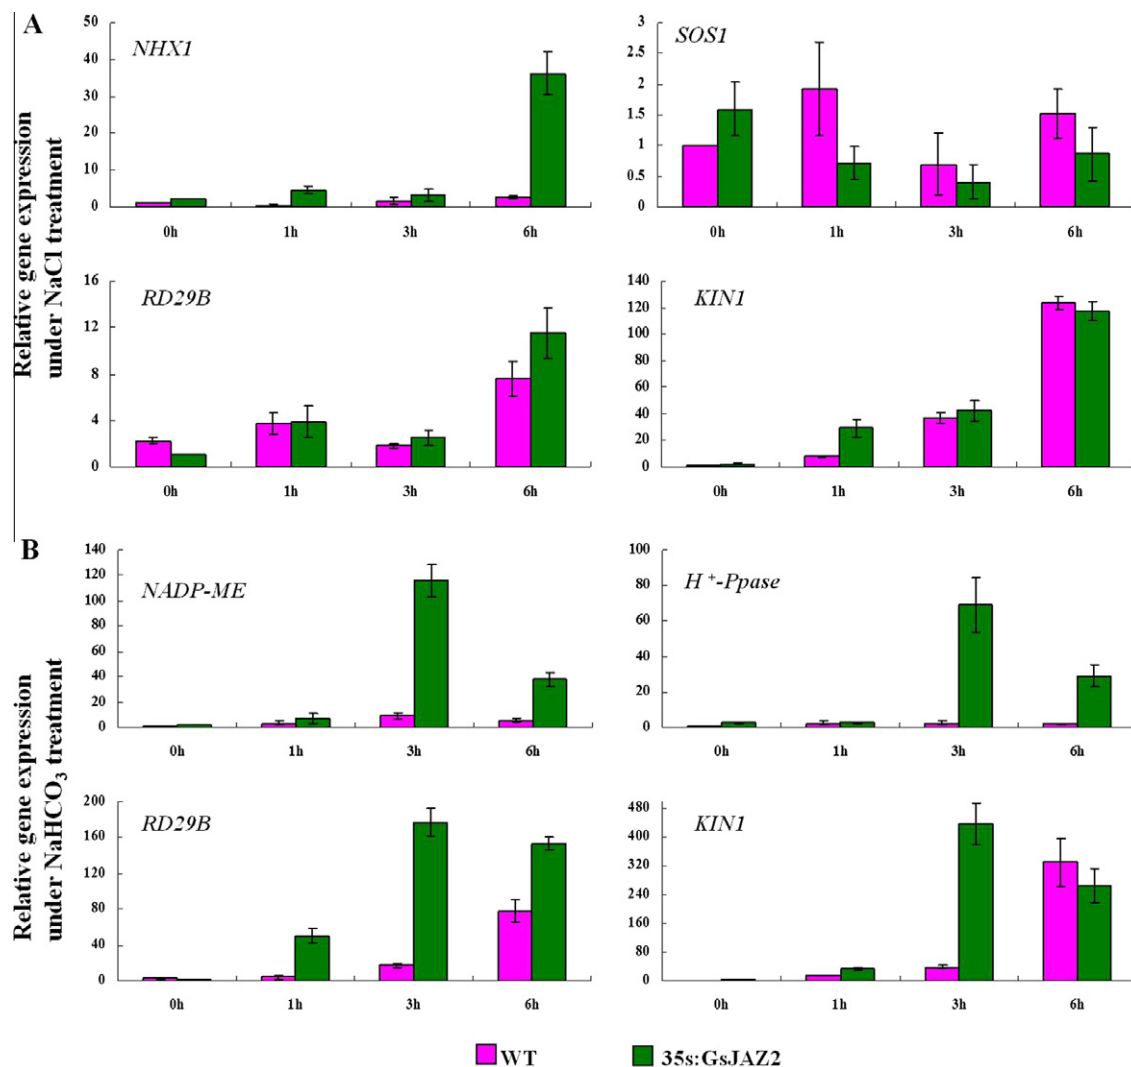 A
Relative gene expression
under NaCl treatment
NHX1
50
40
30
20
10
0
0h 1h 3h 6h
SOS1
3
2.5
2
1.5
1
0.5
0
0h 1h 3h 6h
RD29B
16
12
8
4
0
0h 1h 3h 6h
KIN1
140
120
100
80
60
40
20
0
0h 1h 3h 6h
B
Relative gene expression
under NaHCO3 treatment
NADP-ME
140
120
100
80
60
40
20
0
0h 1h 3h 6h
H+-Ppase
100
80
60
40
20
0
0h 1h 3h 6h
RD29B
200
160
120
80
40
0
0h 1h 3h 6h
KIN1
480
400
320
240
160
80
0
0h 1h 3h 6h
WT 35s:GsJAZ2